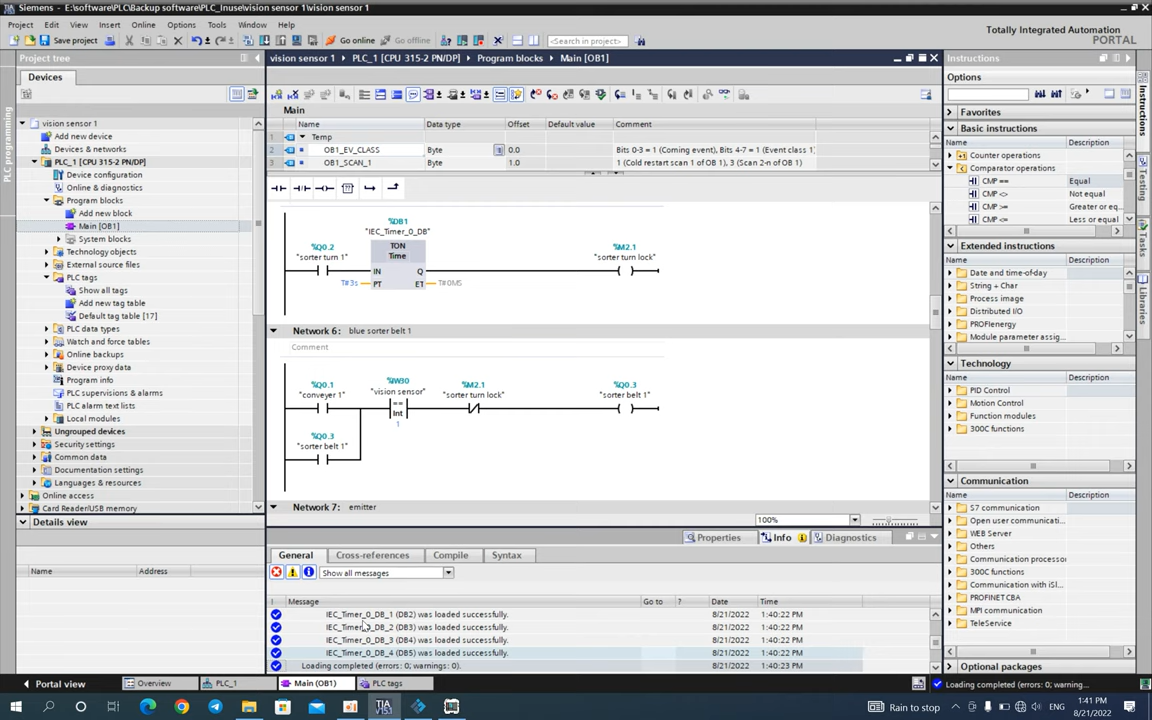 Siemens - E:\software\PLC\Backup software\PLC_Inuse\vision sensor 1\vision sensor 1
Project Edit View Insert Online Options Tools Window Help
Totally Integrated Automation
PORTAL
Save project
Go online
Go offline
<Search in project>
Project tree
vision sensor 1 ▸ PLC_1 [CPU 315-2 PN/DP] ▸ Program blocks ▸ Main [OB1]
Instructions
Devices
Options
PLC programming
vision sensor 1
Add new device
Devices & networks
PLC_1 [CPU 315-2 PN/DP]
Device configuration
Online & diagnostics
Program blocks
Add new block
Main [OB1]
System blocks
Technology objects
External source files
PLC tags
Show all tags
Add new tag table
Default tag table [17]
PLC data types
Watch and force tables
Online backups
Device proxy data
Program info
PLC supervisions & alarms
PLC alarm text lists
Local modules
Ungrouped devices
Security settings
Common data
Documentation settings
Languages & resources
Online access
Card Reader/USB memory
Details view
Name Address
Main
Name Data type Offset Default value Comment
1 Temp
2 OB1_EV_CLASS Byte 0.0 Bits 0-3 = 1 (Coming event), Bits 4-7 = 1 (Event class 1)
3 OB1_SCAN_1 Byte 1.0 1 (Cold restart scan 1 of OB 1), 3 (Scan 2-n of OB 1)
%DB1
"IEC_Timer_0_DB"
%Q0.2
"sorter turn 1"
TON
Time
IN Q
T#3s PT ET T#0MS
%M2.1
"sorter turn lock"
Network 6: blue sorter belt 1
Comment
%Q0.1
"conveyer 1"
%IW30
"vision sensor"
==
Int
1
%M2.1
"sorter turn lock"
%Q0.3
"sorter belt 1"
%Q0.3
"sorter belt 1"
Network 7: emitter
100%
Properties Info Diagnostics
General Cross-references Compile Syntax
Show all messages
! Message Go to ? Date Time
IEC_Timer_0_DB_1 (DB2) was loaded successfully. 8/21/2022 1:40:22 PM
IEC_Timer_0_DB_2 (DB3) was loaded successfully. 8/21/2022 1:40:22 PM
IEC_Timer_0_DB_3 (DB4) was loaded successfully. 8/21/2022 1:40:22 PM
IEC_Timer_0_DB_4 (DB5) was loaded successfully. 8/21/2022 1:40:22 PM
Loading completed (errors: 0; warnings: 0). 8/21/2022 1:40:23 PM
Favorites
Basic instructions
Name Description
Counter operations
Comparator operations
CMP == Equal
CMP <> Not equal
CMP >= Greater or eq
CMP <= Less or equal
Extended instructions
Name Description
Date and time-of-day
String + Char
Process image
Distributed I/O
PROFIenergy
Module parameter assig...
Technology
Name Description
PID Control
Motion Control
Function modules
300C functions
Communication
Name Description
S7 communication
Open user communicati...
WEB Server
Others
Communication processo
300C functions
Communication with iSl...
PROFINET CBA
MPI communication
TeleService
Optional packages
Instructions
Testing
Tasks
Libraries
Portal view
Overview
PLC_1
Main (OB1)
PLC tags
Loading completed (errors: 0; warning...
Rain to stop
ENG
1:41 PM
8/21/2022